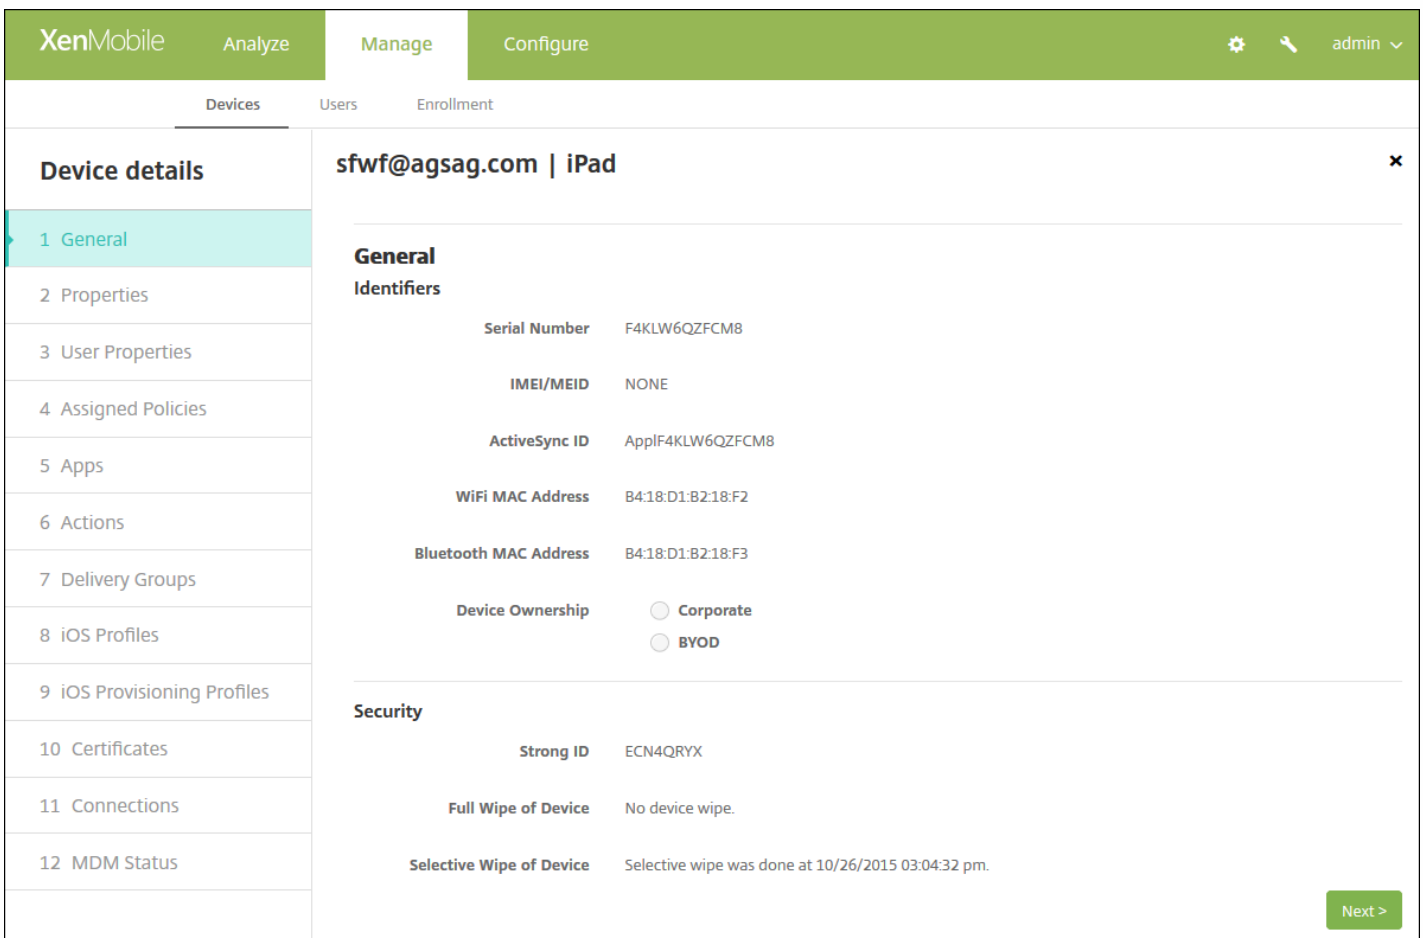 XenMobile Analyze Manage Configure admin
Devices Users Enrollment
Device details
1 General
2 Properties
3 User Properties
4 Assigned Policies
5 Apps
6 Actions
7 Delivery Groups
8 iOS Profiles
9 iOS Provisioning Profiles
10 Certificates
11 Connections
12 MDM Status
sfwf@agsag.com | iPad
General
Identifiers
Serial Number F4KLW6QZFCM8
IMEI/MEID NONE
ActiveSync ID ApplF4KLW6QZFCM8
WiFi MAC Address B4:18:D1:B2:18:F2
Bluetooth MAC Address B4:18:D1:B2:18:F3
Device Ownership Corporate
BYOD
Security
Strong ID ECN4QRYX
Full Wipe of Device No device wipe.
Selective Wipe of Device Selective wipe was done at 10/26/2015 03:04:32 pm.
Next >